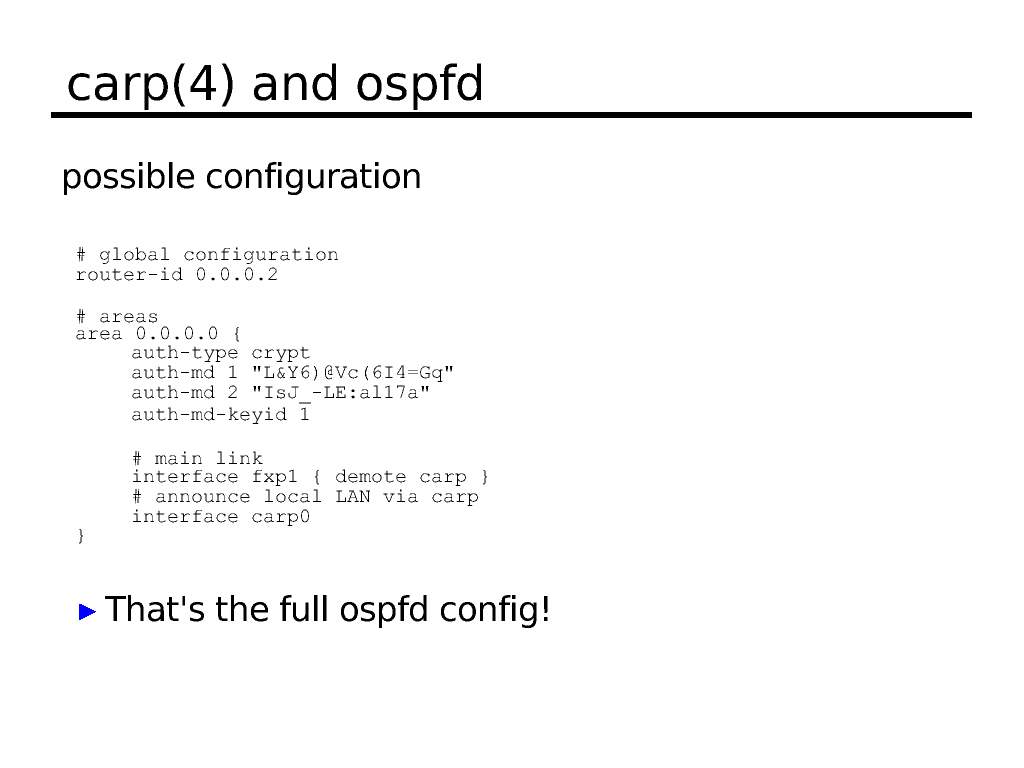 carp(4) and ospfd
possible configuration
# global configuration
router-id 0.0.0.2
# areas
area 0.0.0.0 {
auth-type crypt
auth-md 1 "L&Y6)@Vc(6I4=Gq"
auth-md 2 "IsJ_-LE:al17a"
auth-md-keyid 1
# main link
interface fxp1 { demote carp }
# announce local LAN via carp
interface carp0
}
► That's the full ospfd config!